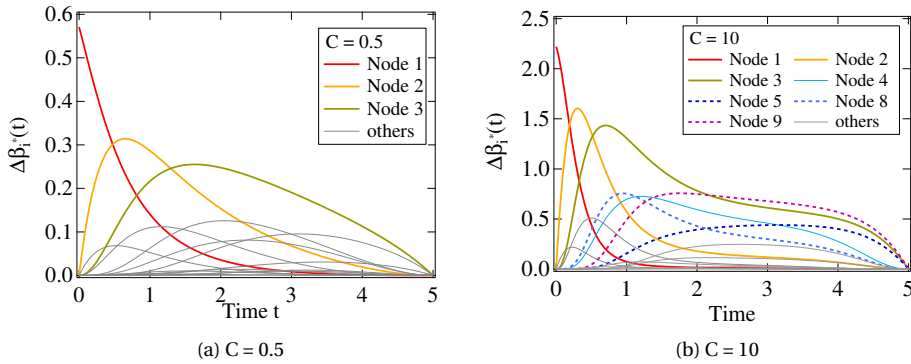 0.6
0.5
0.4
0.3
0.2
0.1
0.0
Δβi*(t)
C = 0.5
Node 1
Node 2
Node 3
others
0 1 2 3 4 5
Time t
(a) C = 0.5
2.5
2.0
1.5
1.0
0.5
0.0
Δβi*(t)
C = 10
Node 1 Node 2
Node 3 Node 4
Node 5 Node 8
Node 9 others
0 1 2 3 4 5
Time
(b) C = 10